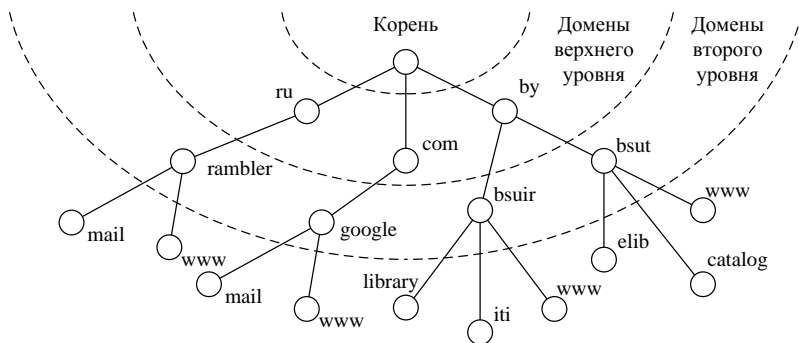 Корень
Домены
верхнего
уровня
Домены
второго
уровня
ru
by
com
bsut
rambler
bsuir
www
mail
google
elib
www
catalog
mail
library
www
www
iti